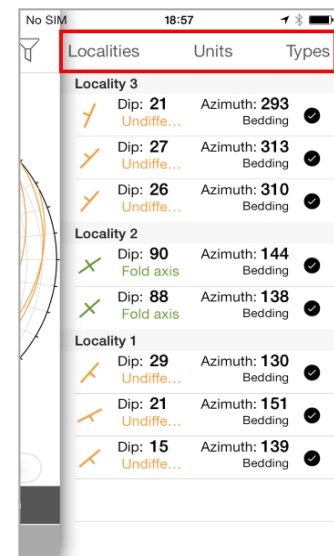 No SIM 18:57
Localities Units Types
Locality 3
Dip: 21 Azimuth: 293
Undiffe... Bedding
Dip: 27 Azimuth: 313
Undiffe... Bedding
Dip: 26 Azimuth: 310
Undiffe... Bedding
Locality 2
Dip: 90 Azimuth: 144
Fold axis Bedding
Dip: 88 Azimuth: 138
Fold axis Bedding
Locality 1
Dip: 29 Azimuth: 130
Undiffe... Bedding
Dip: 21 Azimuth: 151
Undiffe... Bedding
Dip: 15 Azimuth: 139
Undiffe... Bedding